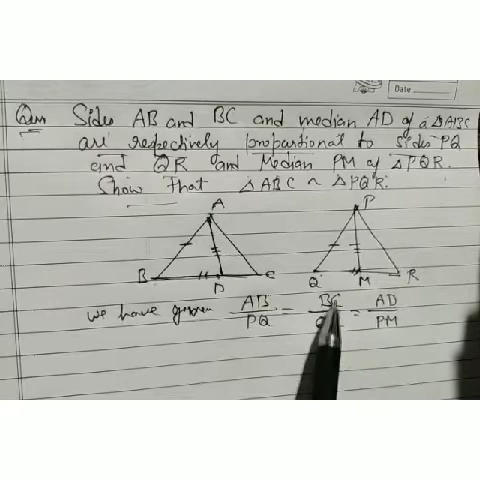 Date
Qun Sides AB and BC and median AD of a ΔABC
are respectively proportional to sides PQ
and QR and Median PM of ΔPQR.
Show That ΔABC ~ ΔPQR.
A P
B D C Q M R
we have given AB/PQ = BC/Q = AD/PM